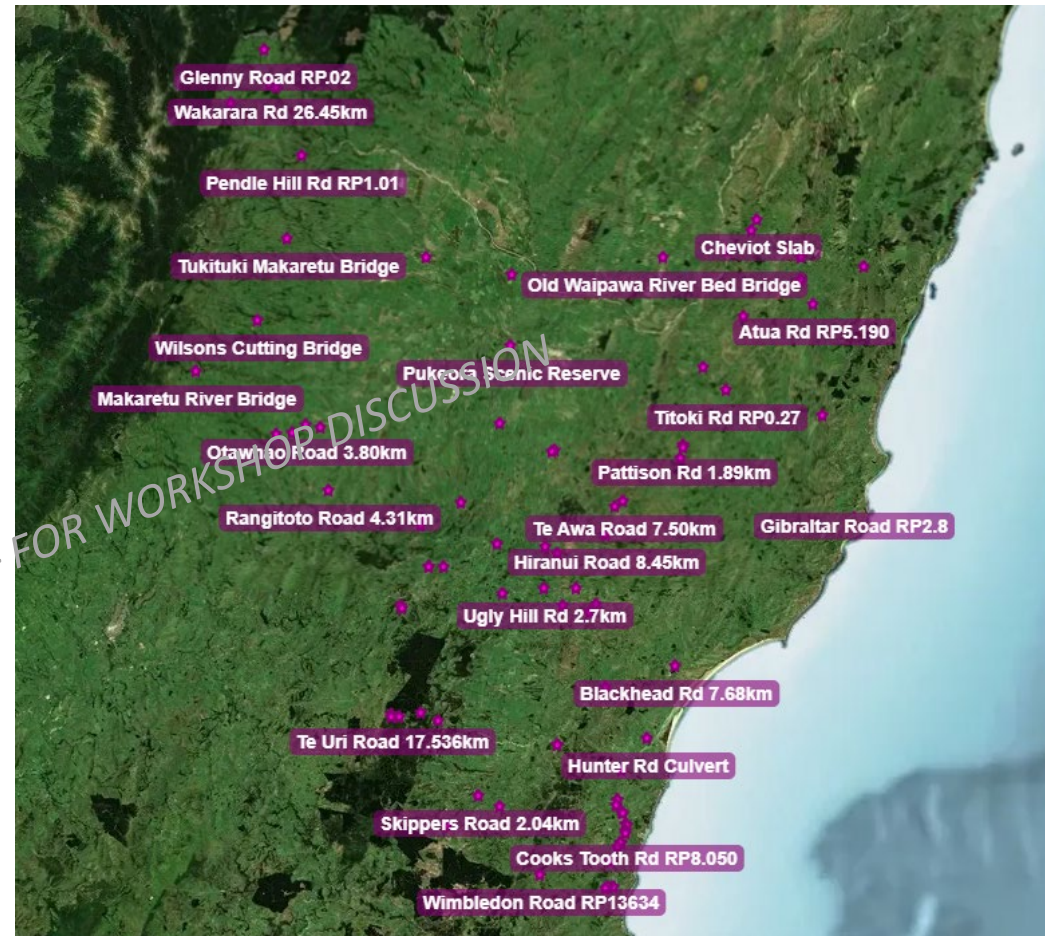 Glenny Road RP.02
Wakarara Rd 26.45km
Pendle Hill Rd RP1.01
Cheviot Slab
Tukituki Makaretu Bridge
Old Waipawa River Bed Bridge
Atua Rd RP5.190
Wilsons Cutting Bridge
Pukeora Scenic Reserve
Makaretu River Bridge
Titoki Rd RP0.27
Otawhao Road 3.80km
Pattison Rd 1.89km
Rangitoto Road 4.31km
Te Awa Road 7.50km
Gibraltar Road RP2.8
FOR WORKSHOP DISCUSSION
Hiranui Road 8.45km
Ugly Hill Rd 2.7km
Blackhead Rd 7.68km
Te Uri Road 17.536km
Hunter Rd Culvert
Skippers Road 2.04km
Cooks Tooth Rd RP8.050
Wimbledon Road RP13634